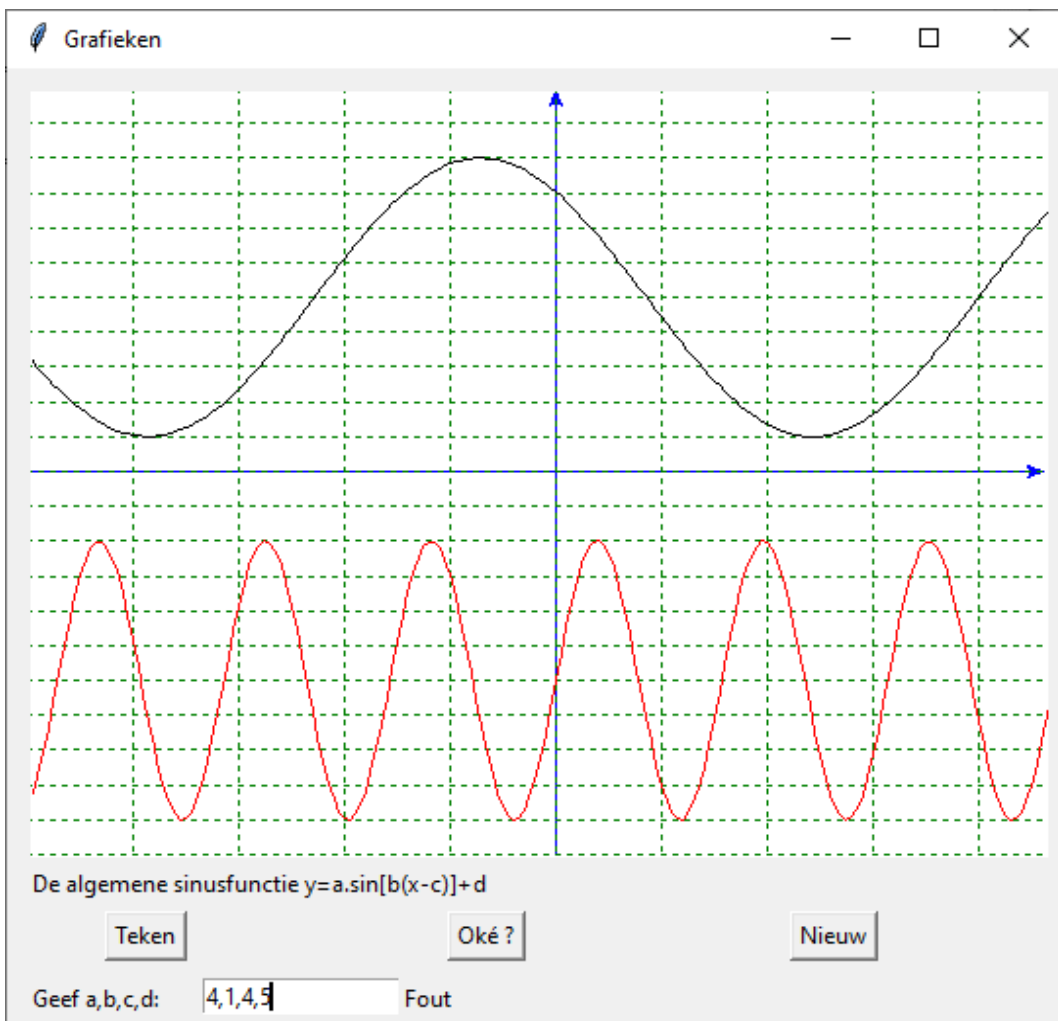 Grafieken
De algemene sinusfunctie y=a.sin[b(x-c)]+d
Teken Oké ? Nieuw
Geef a,b,c,d: 4,1,4,5 Fout